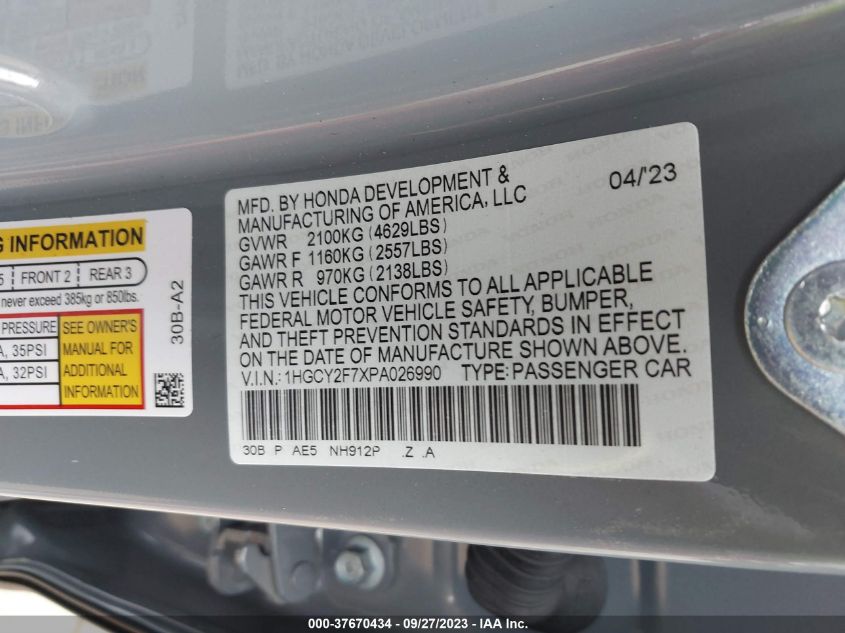 MFD. BY HONDA DEVELOPMENT &
MANUFACTURING OF AMERICA, LLC
04/'23
GVWR 2100KG (4629LBS)
GAWR F 1160KG (2557LBS)
GAWR R 970KG (2138LBS)
THIS VEHICLE CONFORMS TO ALL APPLICABLE
FEDERAL MOTOR VEHICLE SAFETY, BUMPER,
AND THEFT PREVENTION STANDARDS IN EFFECT
ON THE DATE OF MANUFACTURE SHOWN ABOVE.
V.I.N.: 1HGCY2F7XPA026990 TYPE: PASSENGER CAR
30B P AE5 NH912P .Z .A
INFORMATION
FRONT 2 REAR 3
never exceed 385kg or 850lbs.
PRESSURE
35PSI
32PSI
SEE OWNER'S
MANUAL FOR
ADDITIONAL
INFORMATION
30B-A2
000-37670434 - 09/27/2023 - Copyright IAA, Inc.